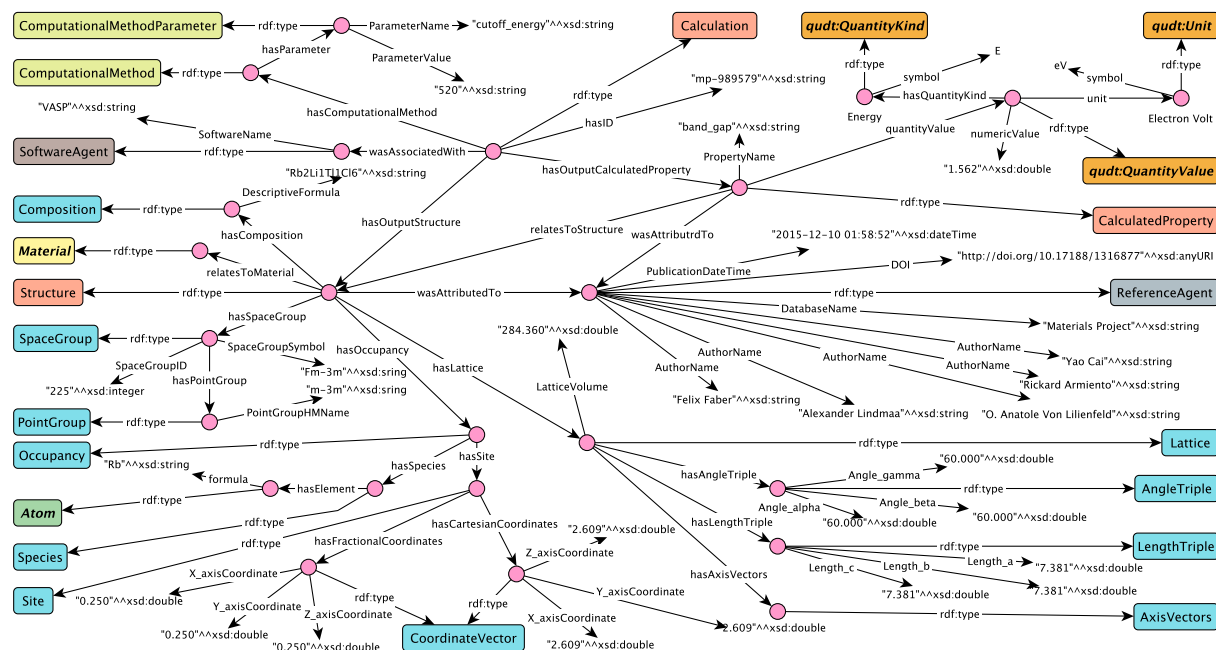 ComputationalMethodParameter
rdf:type
ParameterName
"cutoff_energy"^^xsd:string
hasParameter
ParameterValue
"520"^^xsd:string
ComputationalMethod
rdf:type
hasComputationalMethod
Calculation
rdf:type
"mp-989579"^^xsd:string
hasID
qudt:QuantityKind
rdf:type
symbol
E
hasQuantityKind
Energy
qudt:Unit
rdf:type
eV
symbol
unit
Electron Volt
quantityValue
numericValue
rdf:type
"1.562"^^xsd:double
qudt:QuantityValue
"VASP"^^xsd:string
SoftwareName
SoftwareAgent
rdf:type
wasAssociatedWith
"band_gap"^^xsd:string
PropertyName
hasOutputCalculatedProperty
"Rb2Li1Tl1Cl6"^^xsd:string
DescriptiveFormula
Composition
rdf:type
hasComposition
hasOutputStructure
rdf:type
CalculatedProperty
relatesToStructure
wasAttributrdTo
Material
rdf:type
relatesToMaterial
"2015-12-10 01:58:52"^^xsd:dateTime
PublicationDateTime
DOI
"http://doi.org/10.17188/1316877"^^xsd:anyURI
Structure
rdf:type
wasAttributedTo
rdf:type
ReferenceAgent
DatabaseName
"Materials Project"^^xsd:string
hasSpaceGroup
SpaceGroup
rdf:type
SpaceGroupSymbol
"Fm-3m"^^xsd:sring
SpaceGroupID
"225"^^xsd:integer
hasPointGroup
"m-3m"^^xsd:sring
PointGroupHMName
PointGroup
rdf:type
hasOccupancy
hasLattice
"284.360"^^xsd:double
LatticeVolume
AuthorName
"Yao Cai"^^xsd:string
AuthorName
"Rickard Armiento"^^xsd:string
AuthorName
"O. Anatole Von Lilienfeld"^^xsd:string
AuthorName
"Alexander Lindmaa"^^xsd:string
AuthorName
"Felix Faber"^^xsd:string
Occupancy
rdf:type
rdf:type
Lattice
"Rb"^^xsd:string
formula
hasElement
hasSpecies
hasSite
Atom
rdf:type
Species
rdf:type
Site
rdf:type
hasAngleTriple
Angle_gamma
"60.000"^^xsd:double
rdf:type
AngleTriple
Angle_beta
"60.000"^^xsd:double
Angle_alpha
"60.000"^^xsd:double
hasLengthTriple
rdf:type
LengthTriple
Length_a
"7.381"^^xsd:double
Length_b
7.381"^^xsd:double
Length_c
"7.381"^^xsd:double
hasAxisVectors
rdf:type
AxisVectors
hasCartesianCoordinates
"2.609"^^xsd:double
Z_axisCoordinate
hasFractionalCoordinates
X_axisCoordinate
"0.250"^^xsd:double
Y_axisCoordinate
"0.250"^^xsd:double
Z_axisCoordinate
"0.250"^^xsd:double
rdf:type
rdf:type
CoordinateVector
Y_axisCoordinate
2.609"^^xsd:double
X_axisCoordinate
"2.609"^^xsd:double